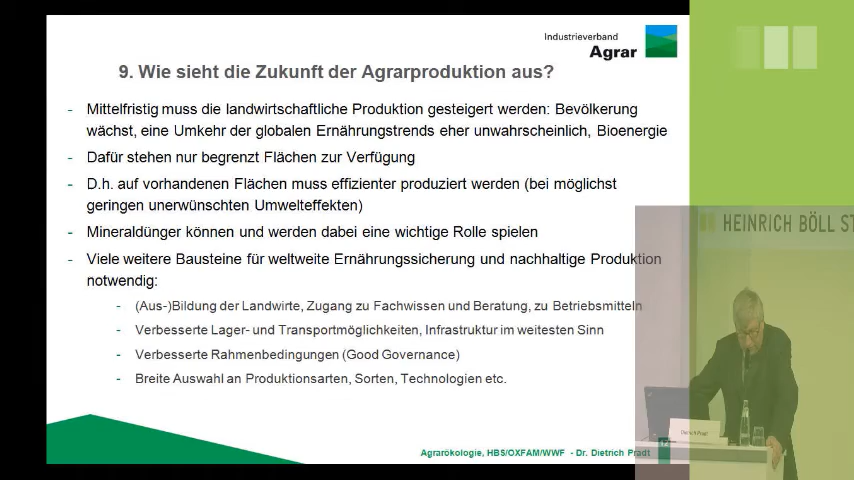 Industrieverband
Agrar
9. Wie sieht die Zukunft der Agrarproduktion aus?
- Mittelfristig muss die landwirtschaftliche Produktion gesteigert werden: Bevölkerung
wächst, eine Umkehr der globalen Ernährungstrends eher unwahrscheinlich, Bioenergie
- Dafür stehen nur begrenzt Flächen zur Verfügung
- D.h. auf vorhandenen Flächen muss effizienter produziert werden (bei möglichst
geringen unerwünschten Umwelteffekten)
- Mineraldünger können und werden dabei eine wichtige Rolle spielen
- Viele weitere Bausteine für weltweite Ernährungssicherung und nachhaltige Produktion
notwendig:
- (Aus-)Bildung der Landwirte, Zugang zu Fachwissen und Beratung, zu Betriebsmitteln
- Verbesserte Lager- und Transportmöglichkeiten, Infrastruktur im weitesten Sinn
- Verbesserte Rahmenbedingungen (Good Governance)
- Breite Auswahl an Produktionsarten, Sorten, Technologien etc.
HEINRICH BÖLL ST
Dietrich Pradt
Agrarökologie, HBS/OXFAM/WWF - Dr. Dietrich Pradt